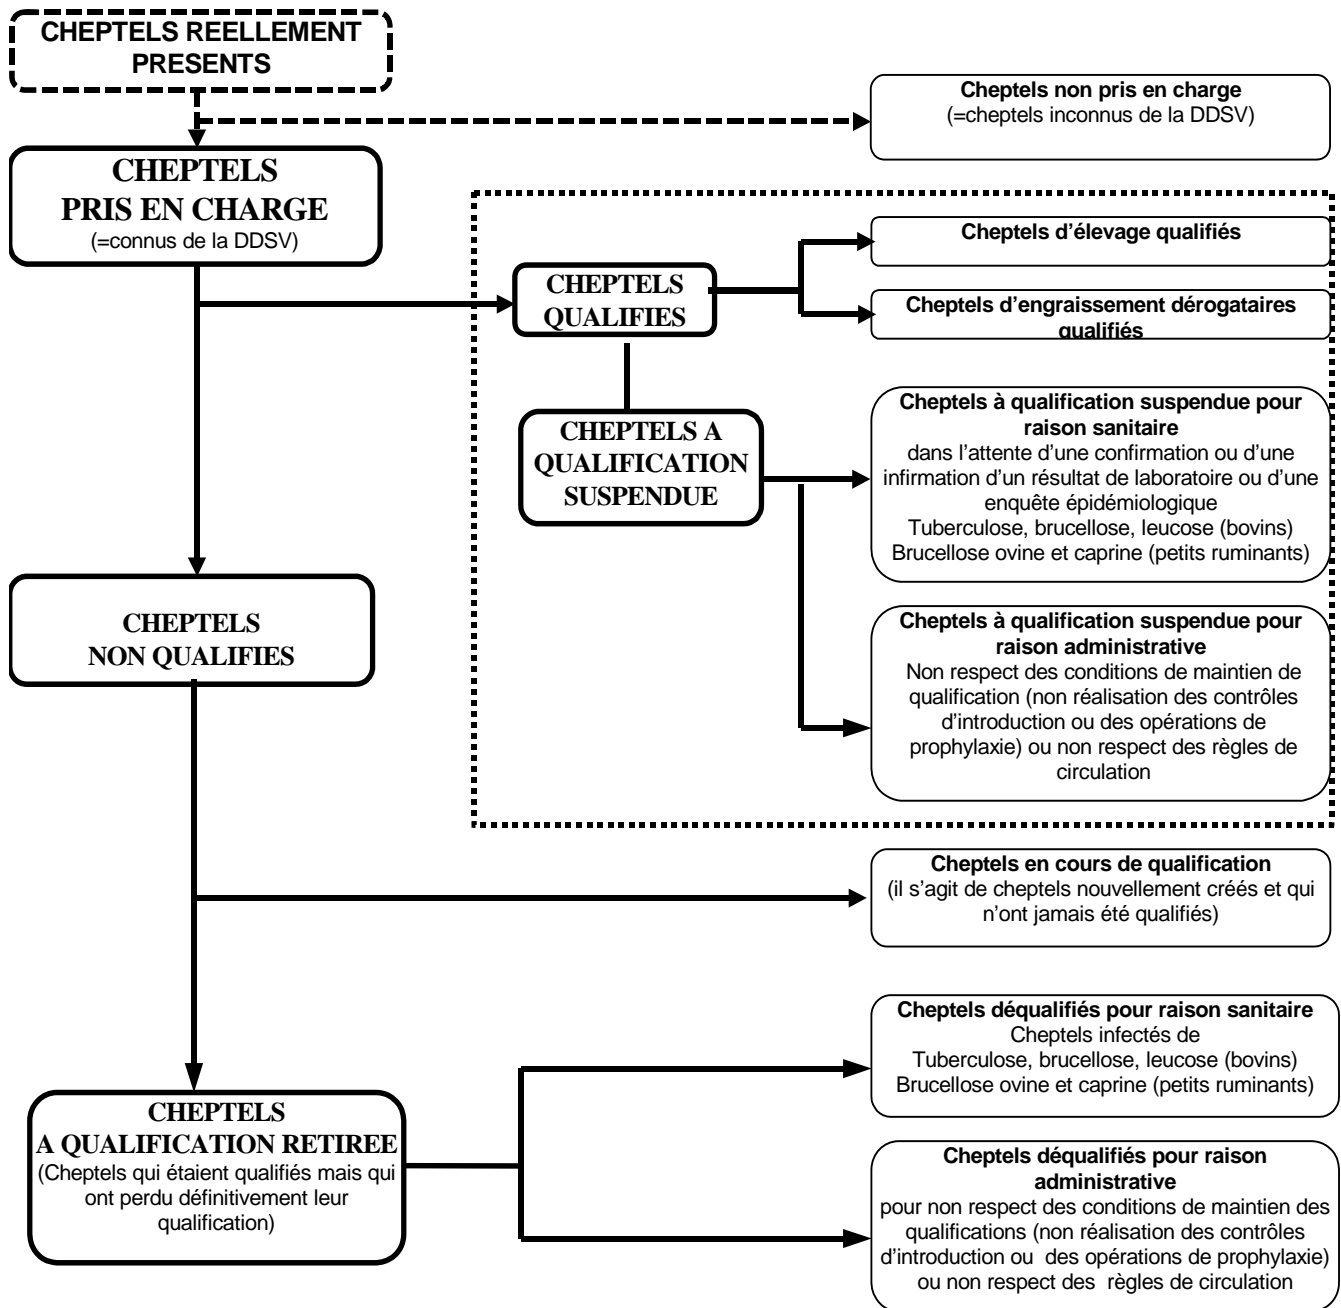 CHEPTELS REELLEMENT
PRESENTS
Cheptels non pris en charge
(=cheptels inconnus de la DDSV)
CHEPTELS
PRIS EN CHARGE
(=connus de la DDSV)
Cheptels d'élevage qualifiés
CHEPTELS
QUALIFIES
Cheptels d'engraissement dérogataires
qualifiés
Cheptels à qualification suspendue pour
raison sanitaire
dans l'attente d'une confirmation ou d'une
infirmation d'un résultat de laboratoire ou d'une
enquête épidémiologique
Tuberculose, brucellose, leucose (bovins)
Brucellose ovine et caprine (petits ruminants)
CHEPTELS A
QUALIFICATION
SUSPENDUE
Cheptels à qualification suspendue pour
raison administrative
Non respect des conditions de maintien de
qualification (non réalisation des contrôles
d'introduction ou des opérations de
prophylaxie) ou non respect des règles de
circulation
CHEPTELS
NON QUALIFIES
Cheptels en cours de qualification
(il s'agit de cheptels nouvellement créés et qui
n'ont jamais été qualifiés)
Cheptels déqualifiés pour raison sanitaire
Cheptels infectés de
Tuberculose, brucellose, leucose (bovins)
Brucellose ovine et caprine (petits ruminants)
CHEPTELS
A QUALIFICATION RETIREE
(Cheptels qui étaient qualifiés mais qui
ont perdu définitivement leur
qualification)
Cheptels déqualifiés pour raison
administrative
pour non respect des conditions de maintien des
qualifications (non réalisation des contrôles
d'introduction ou des opérations de prophylaxie)
ou non respect des règles de circulation